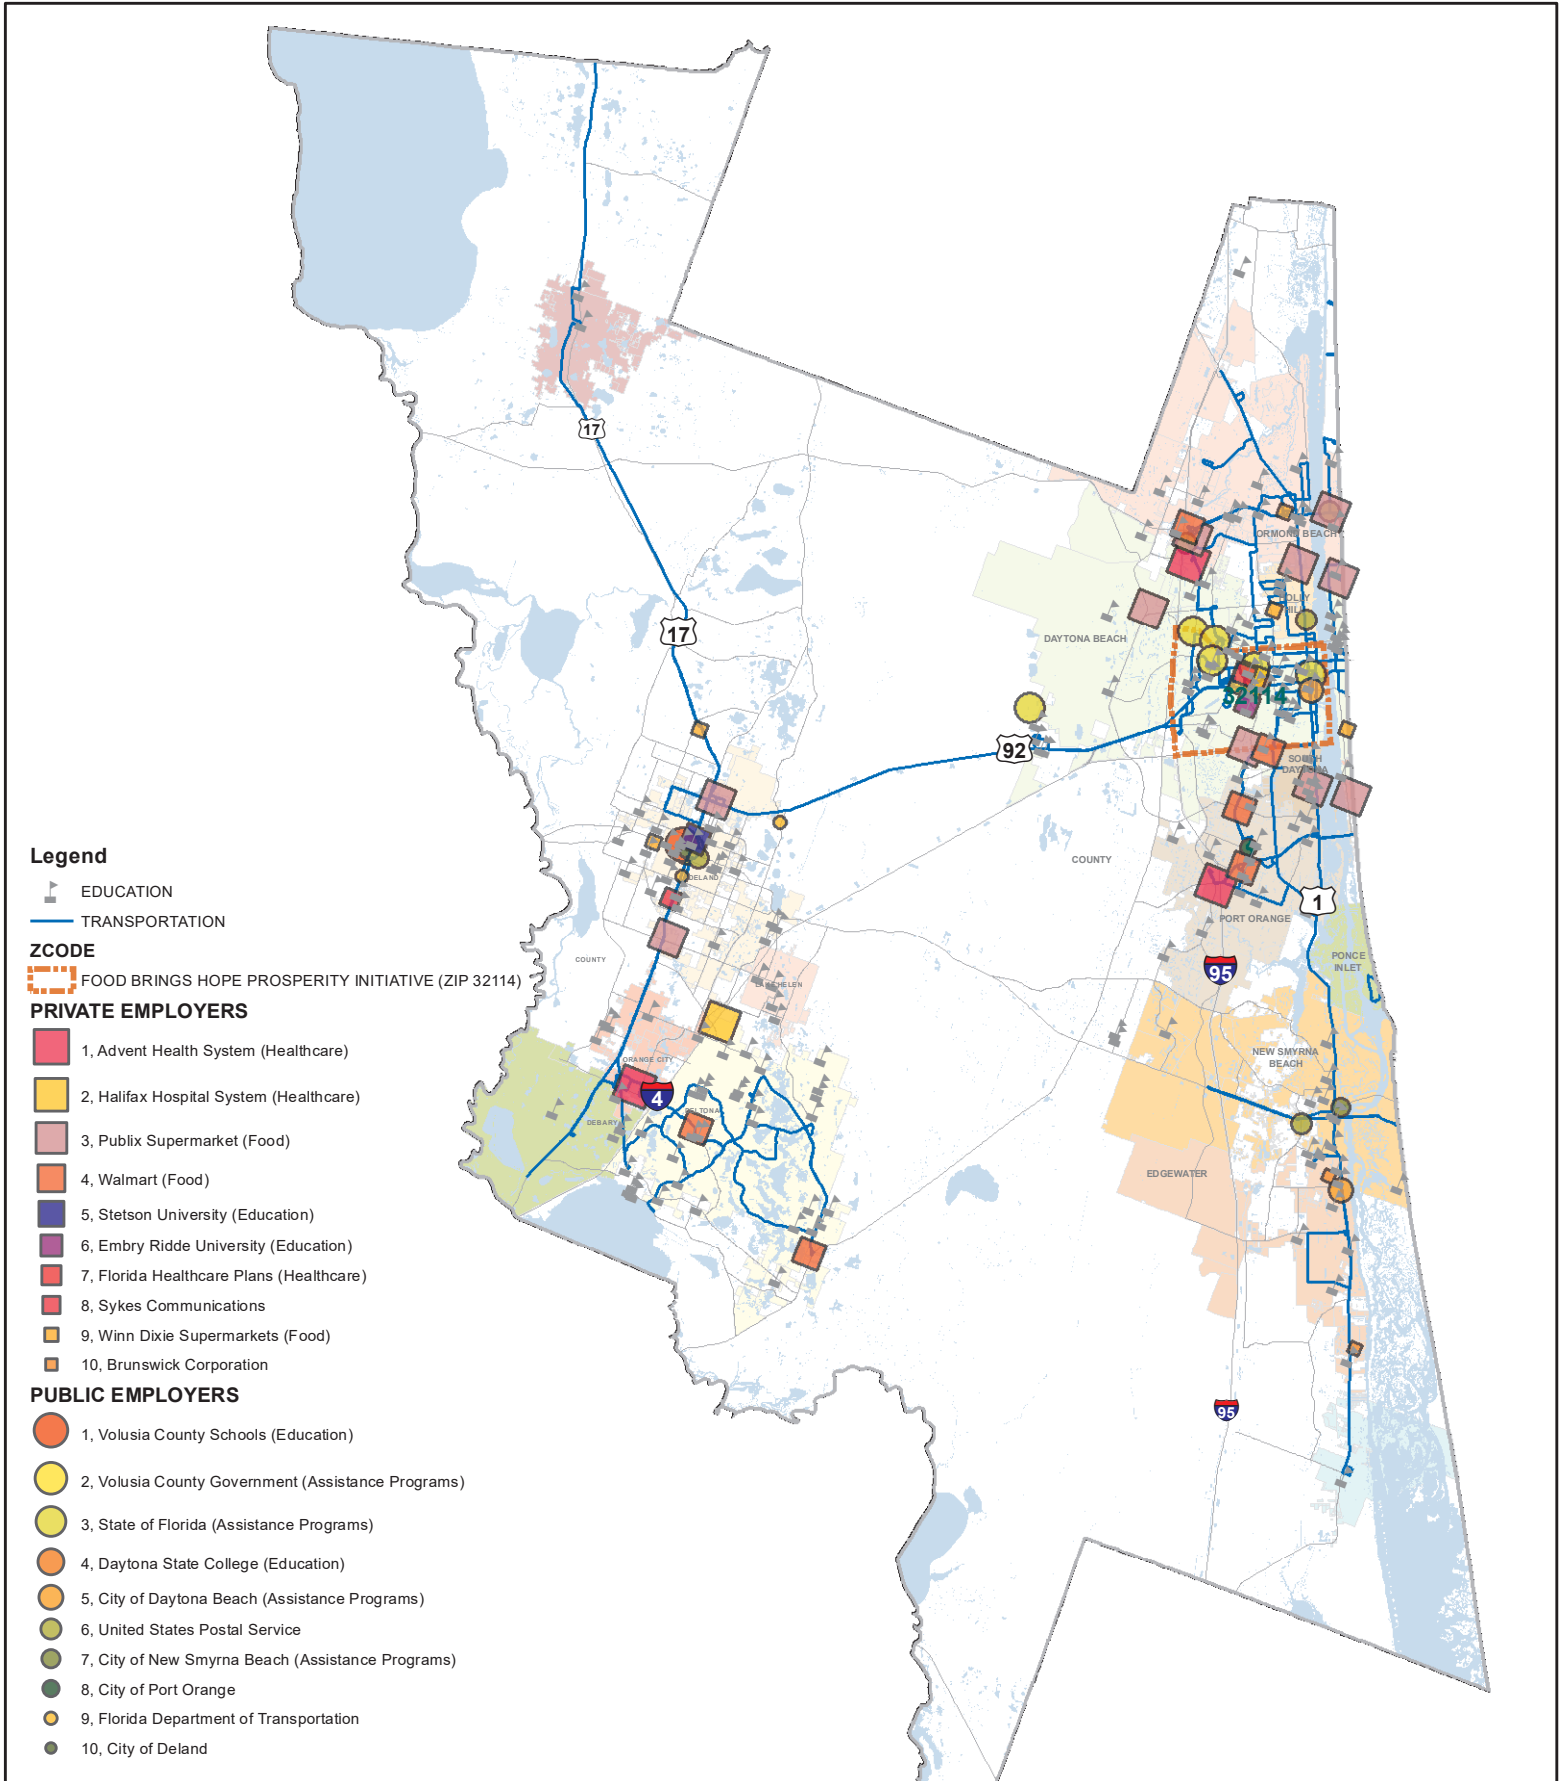 17
ORMOND BEACH
HOLLY
HILL
DAYTONA BEACH
17
32114
92
SOUTH
DAYTONA
Legend
EDUCATION
TRANSPORTATION
ZCODE
FOOD BRINGS HOPE PROSPERITY INITIATIVE (ZIP 32114)
PRIVATE EMPLOYERS
1, Advent Health System (Healthcare)
2, Halifax Hospital System (Healthcare)
3, Publix Supermarket (Food)
4, Walmart (Food)
5, Stetson University (Education)
6, Embry Ridde University (Education)
7, Florida Healthcare Plans (Healthcare)
8, Sykes Communications
9, Winn Dixie Supermarkets (Food)
10, Brunswick Corporation
PUBLIC EMPLOYERS
1, Volusia County Schools (Education)
2, Volusia County Government (Assistance Programs)
3, State of Florida (Assistance Programs)
4, Daytona State College (Education)
5, City of Daytona Beach (Assistance Programs)
6, United States Postal Service
7, City of New Smyrna Beach (Assistance Programs)
8, City of Port Orange
9, Florida Department of Transportation
10, City of Deland
COUNTY
DELAND
1
PORT ORANGE
COUNTY
95
PONCE
INLET
LAKE HELEN
NEW SMYRNA
BEACH
ORANGE CITY
4
DELTONA
DEBARY
EDGEWATER
95